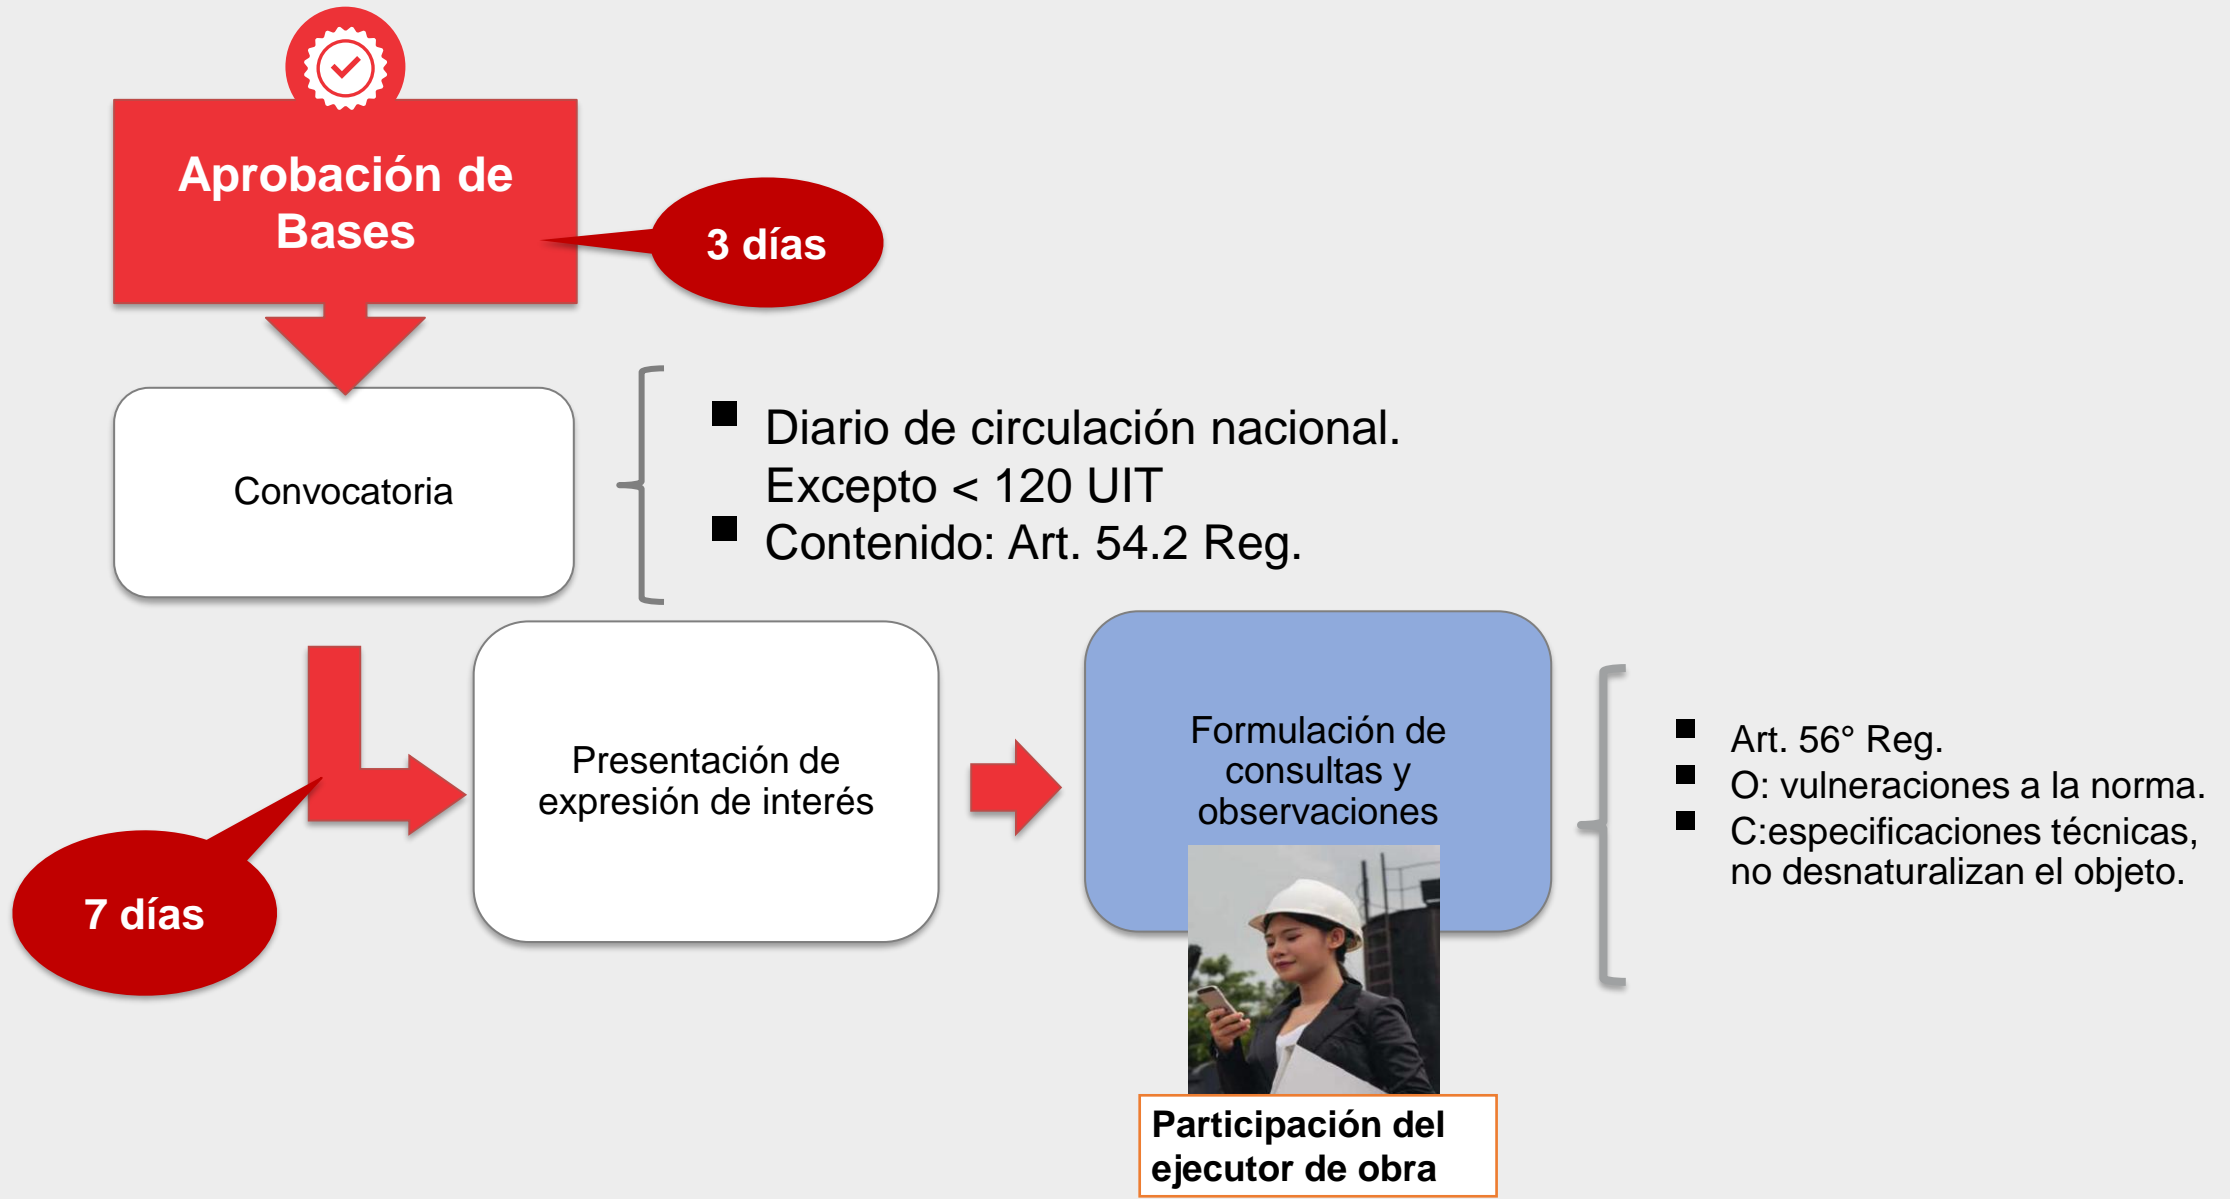 Aprobación de
Bases
3 días
Convocatoria
Diario de circulación nacional.
Excepto < 120 UIT
Contenido: Art. 54.2 Reg.
7 días
Presentación de
expresión de interés
Formulación de
consultas y
observaciones
Art. 56° Reg.
O: vulneraciones a la norma.
C:especificaciones técnicas,
no desnaturalizan el objeto.
Participación del
ejecutor de obra